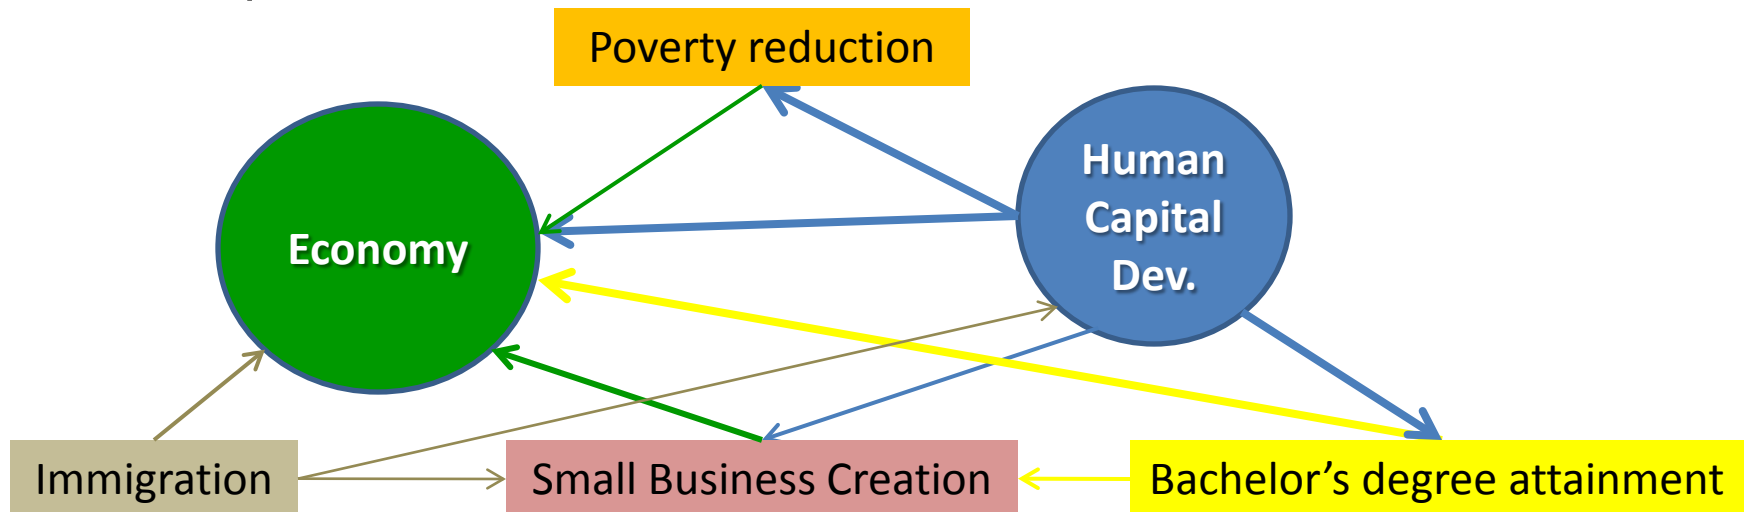 Poverty reduction
Human
Capital
Dev.
Economy
Immigration
Small Business Creation
Bachelor’s degree attainment